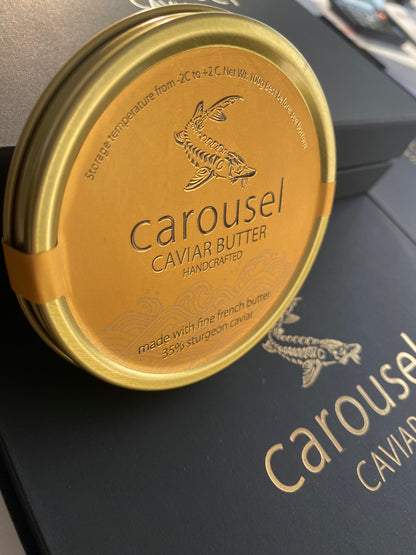 Storage temperature from -2C to +2 C. Net Wt. 100g Best before see bottom
carousel
CAVIAR BUTTER
HANDCRAFTED
made with fine french butter
35% sturgeon caviar
carousel
CAVIAR